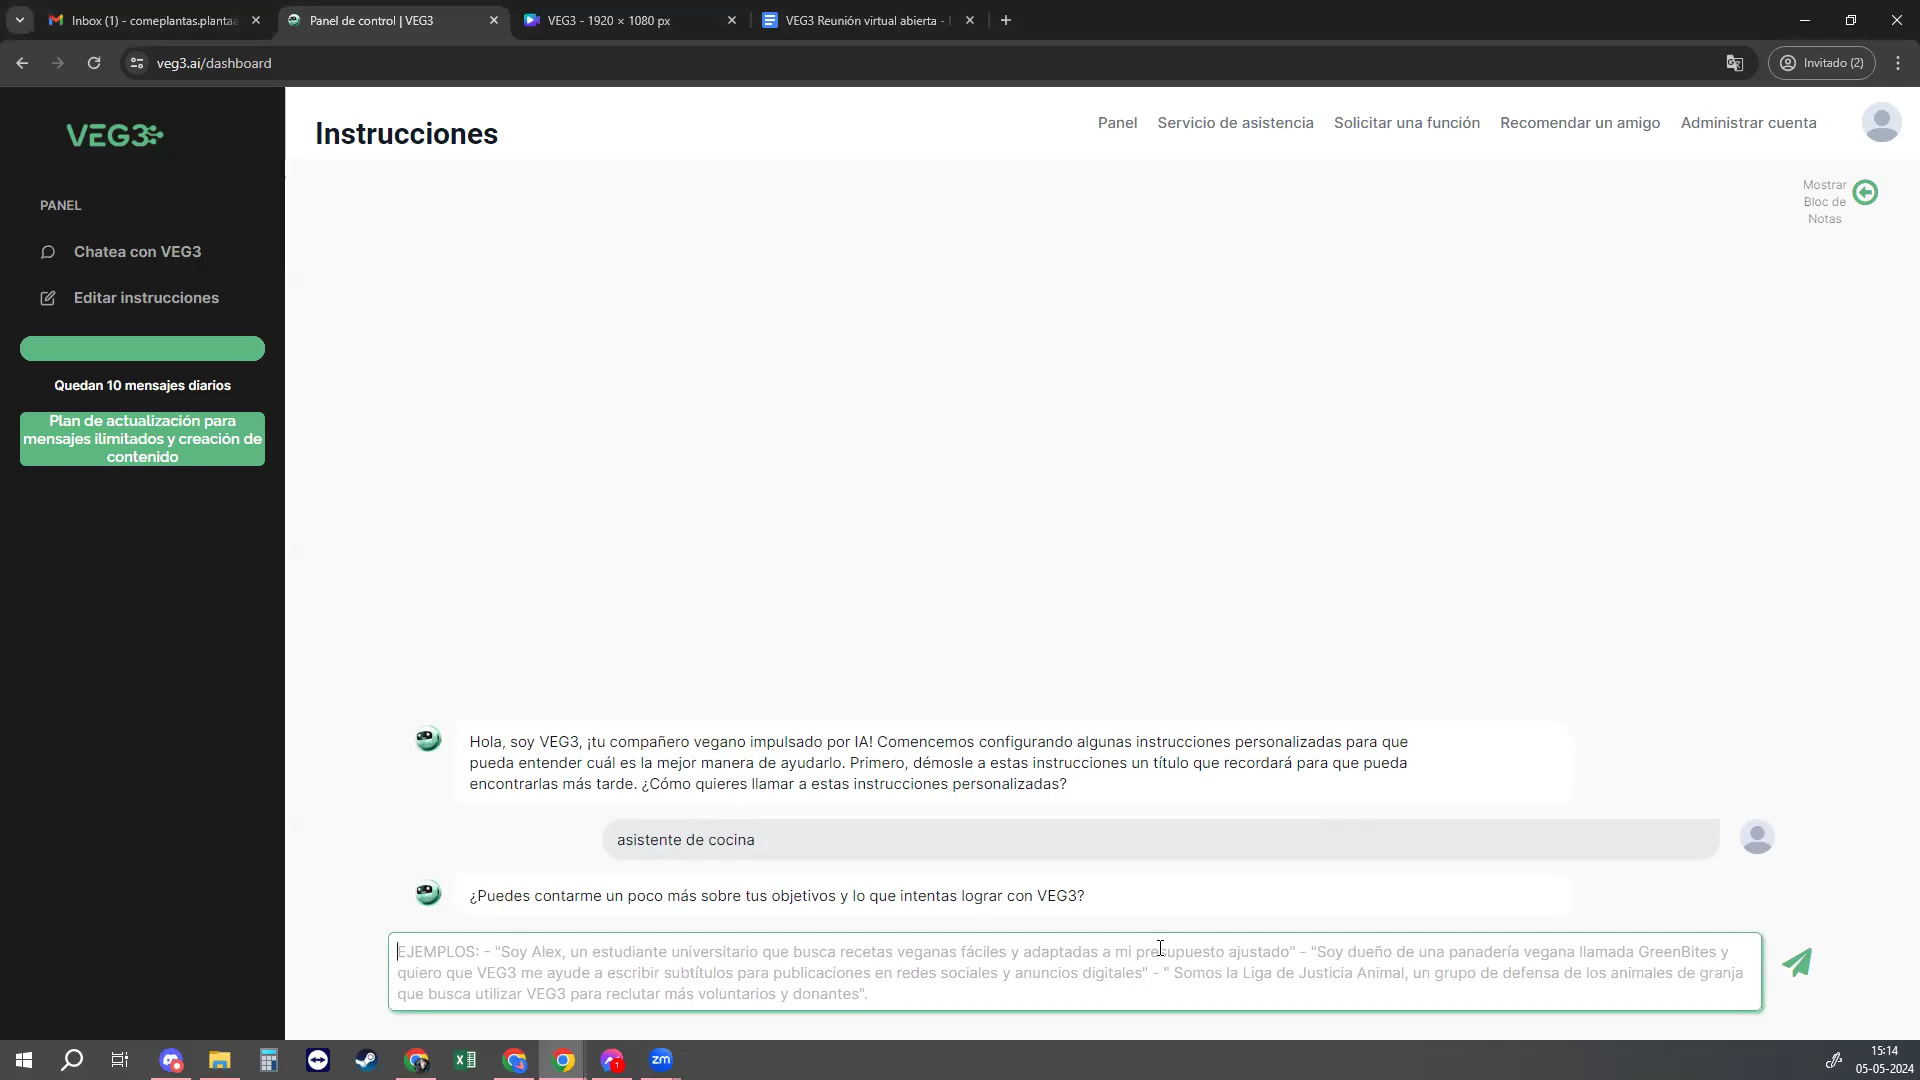 Inbox (1) - comeplantas.planta
Panel de control | VEG3
VEG3 - 1920 × 1080 px
VEG3 Reunión virtual abierta -
veg3.ai/dashboard
Invitado (2)
VEG3
Instrucciones
Panel
Servicio de asistencia
Solicitar una función
Recomendar un amigo
Administrar cuenta
Mostrar
Bloc de
Notas
PANEL
Chatea con VEG3
Editar instrucciones
Quedan 10 mensajes diarios
Plan de actualización para
mensajes ilimitados y creación de
contenido
Hola, soy VEG3, ¡tu compañero vegano impulsado por IA! Comencemos configurando algunas instrucciones personalizadas para que
pueda entender cuál es la mejor manera de ayudarlo. Primero, démosle a estas instrucciones un título que recordará para que pueda
encontrarlas más tarde. ¿Cómo quieres llamar a estas instrucciones personalizadas?
asistente de cocina
¿Puedes contarme un poco más sobre tus objetivos y lo que intentas lograr con VEG3?
EJEMPLOS: - "Soy Alex, un estudiante universitario que busca recetas veganas fáciles y adaptadas a mi presupuesto ajustado" - "Soy dueño de una panadería vegana llamada GreenBites y
quiero que VEG3 me ayude a escribir subtítulos para publicaciones en redes sociales y anuncios digitales" - " Somos la Liga de Justicia Animal, un grupo de defensa de los animales de granja
que busca utilizar VEG3 para reclutar más voluntarios y donantes".
zm
1
15:14
05-05-2024